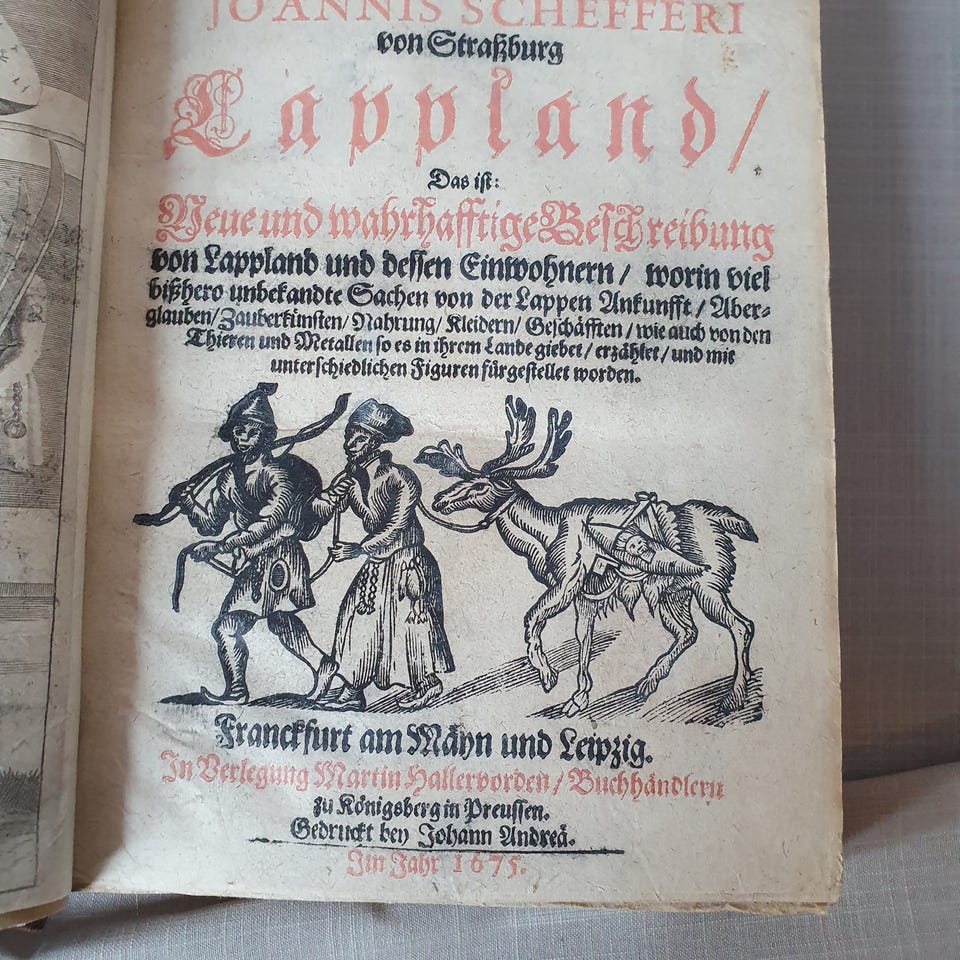 JOANNIS SCHEFFERI
von Straßburg
Lappland/
Das ist:
Neue und wahrhafftige Beschreibung
von Lappland und dessen Einwohnern / worin viel
bißhero unbekandte Sachen von der Lappen Ankunfft / Aber-
glauben/ Zauberkünsten/ Nahrung/ Kleidern/ Geschäfften / wie auch von den
Thieren und Metallen so es in ihrem Lande giebet / erzählet / und mit
unterschiedlichen Figuren fürgestellet worden.
Franckfurt am Mäyn und Leipzig.
In Verlegung Martin Hallervorden / Buchhändlern
zu Königsberg in Preussen.
Gedruckt bey Johann Andreä.
Im Jahr 1675.